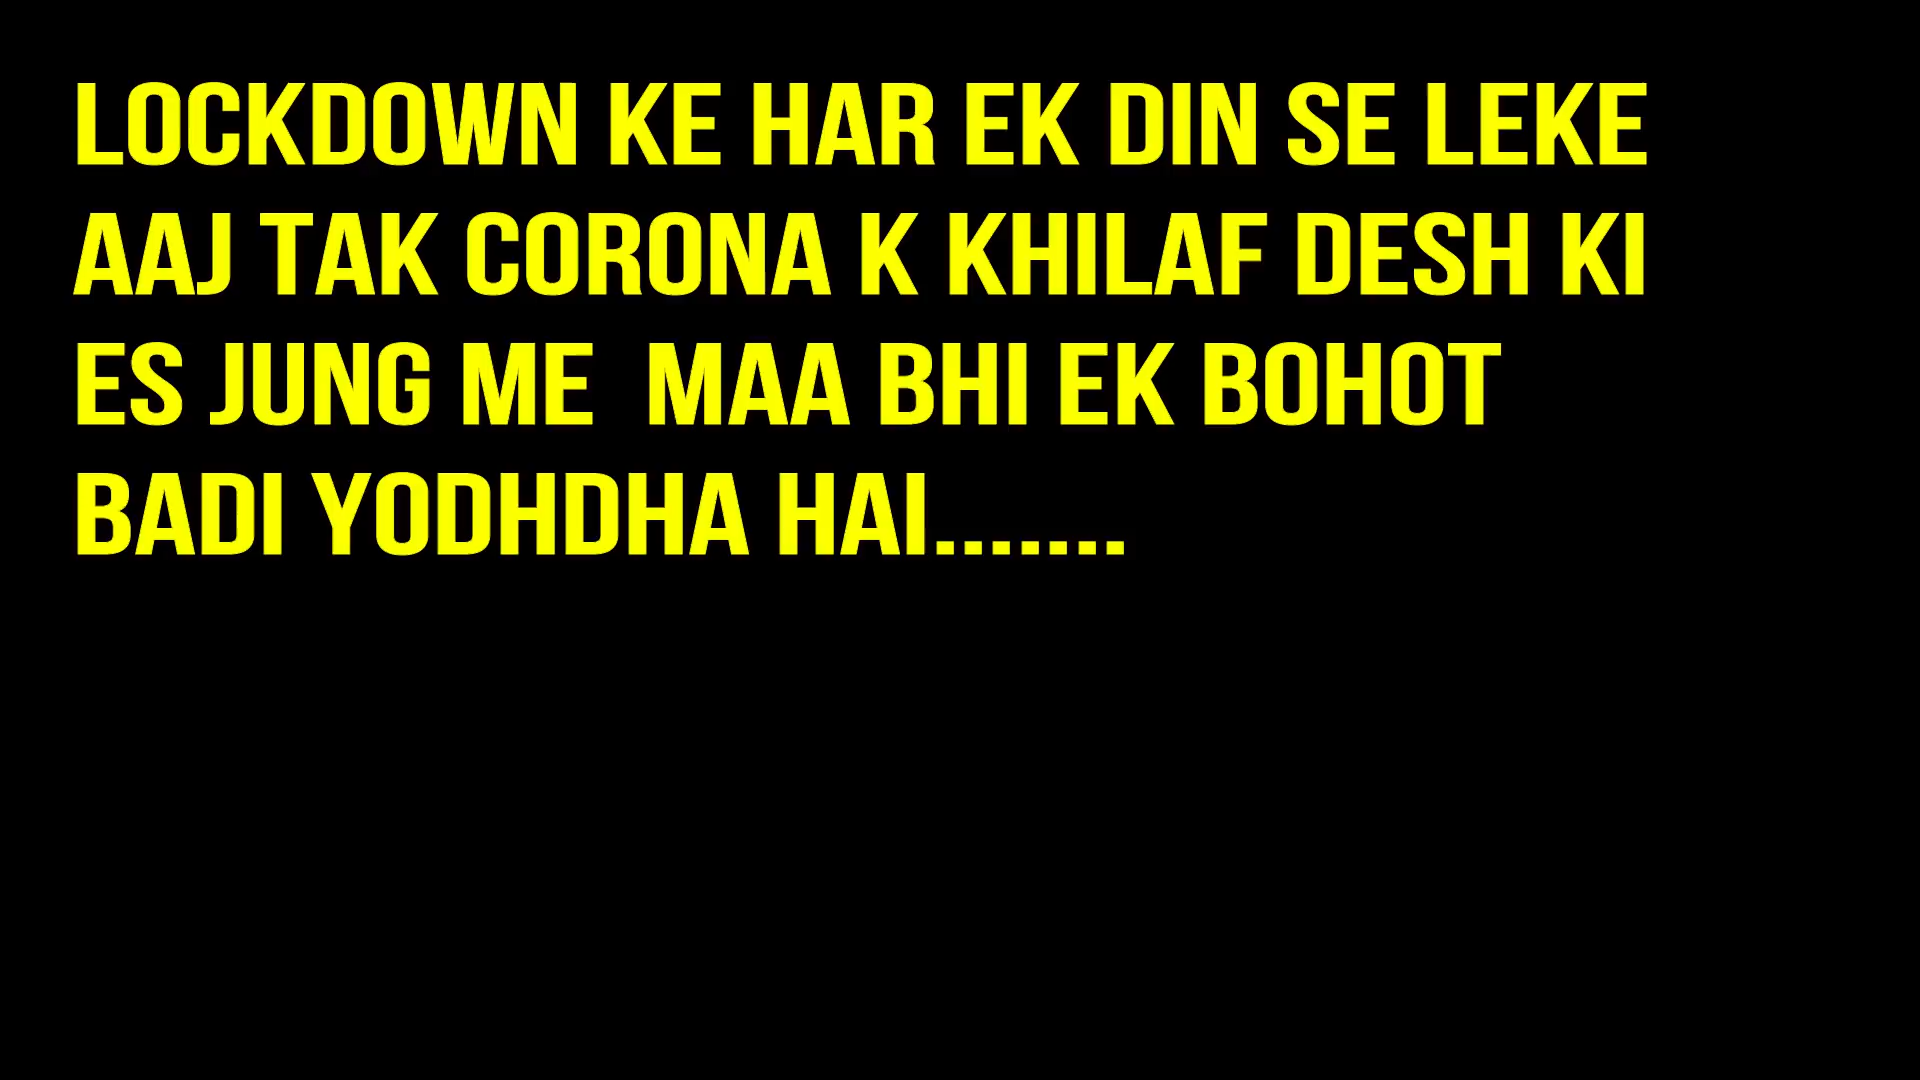 LOCKDOWN KE HAR EK DIN SE LEKE
AAJ TAK CORONA K KHILAF DESH KI
ES JUNG ME  MAA BHI EK BOHOT
BADI YODHDHA HAI.......